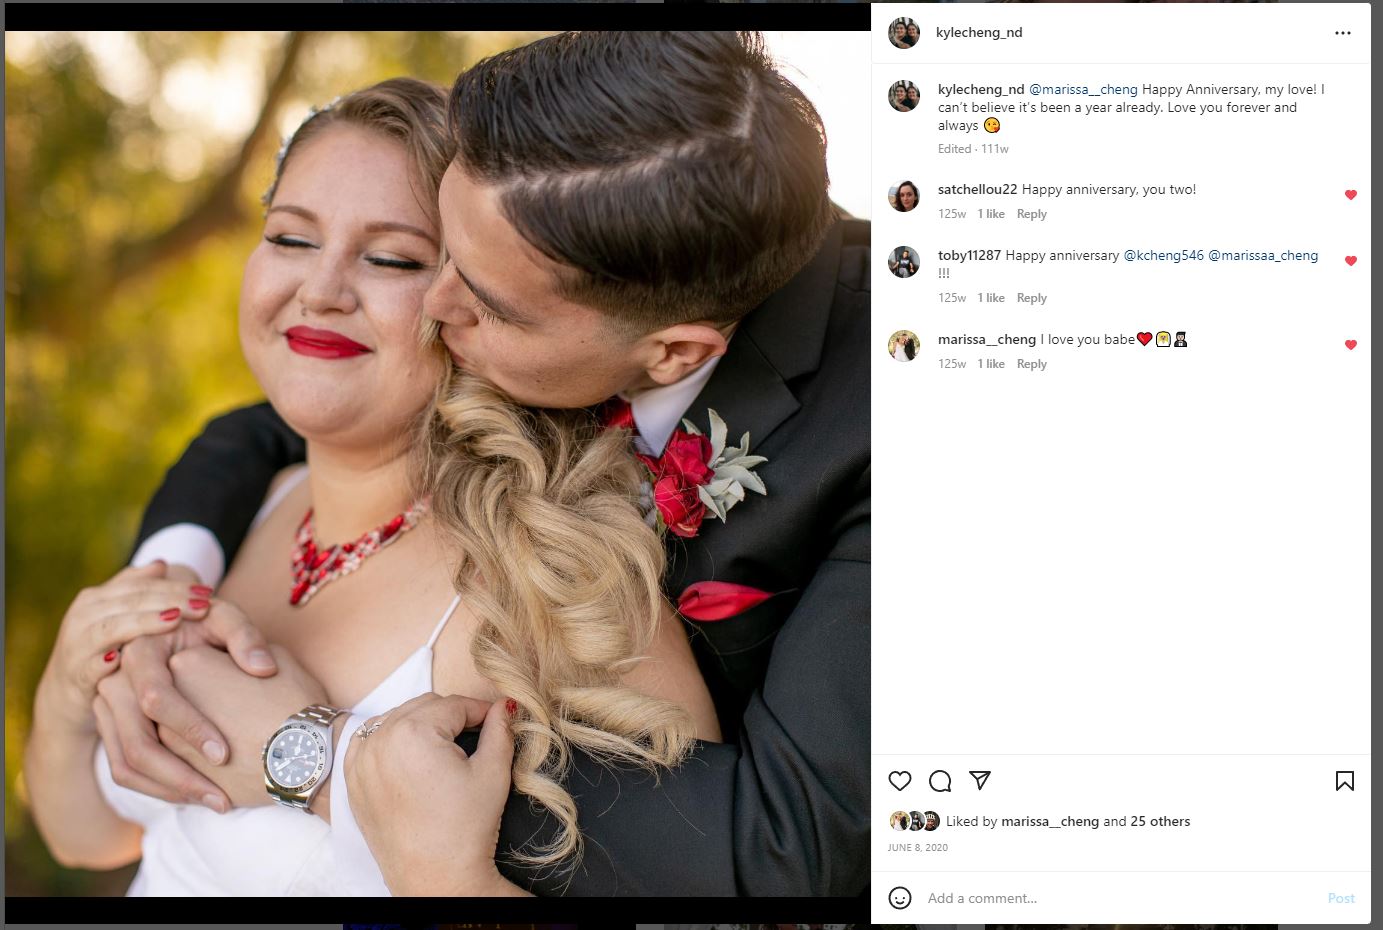 kylecheng_nd
kylecheng_nd @marissa__cheng Happy Anniversary, my love! I
can't believe it's been a year already. Love you forever and
always 😘
Edited · 111w
satchellou22 Happy anniversary, you two!
125w 1 like Reply
toby11287 Happy anniversary @kcheng546 @marissaa_cheng
!!!
125w 1 like Reply
marissa__cheng I love you babe❤️👰🤵
125w 1 like Reply
Liked by marissa__cheng and 25 others
JUNE 8, 2020
Add a comment...
Post